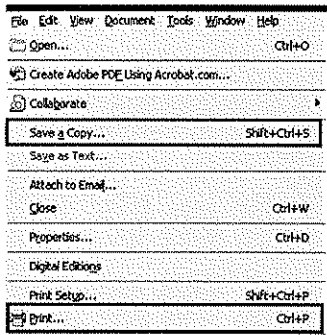 File Edit View Document Tools Window Help
Open... Ctrl+O
Create Adobe PDF Using Acrobat.com...
Collaborate
Save a Copy... Shift+Ctrl+S
Save as Text...
Attach to Email...
Close Ctrl+W
Properties... Ctrl+D
Digital Editions
Print Setup... Shift+Ctrl+P
Print... Ctrl+P